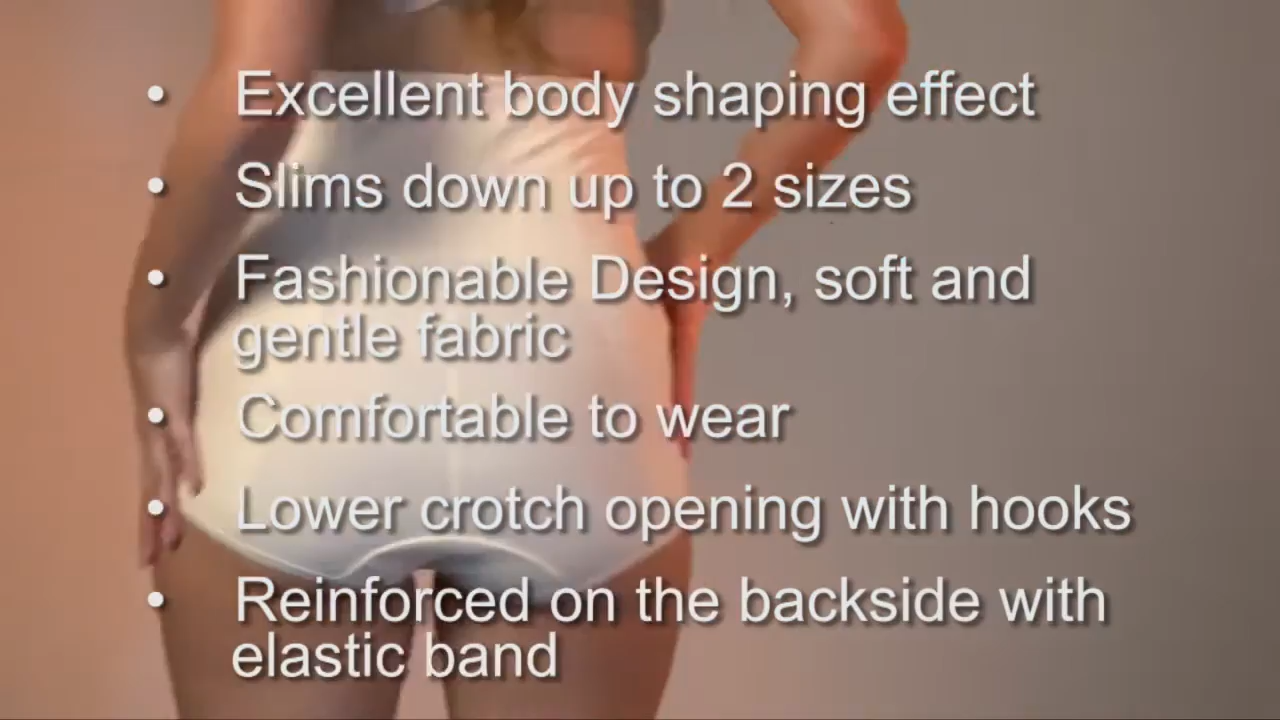 • Excellent body shaping effect
• Slims down up to 2 sizes
• Fashionable Design, soft and
gentle fabric
• Comfortable to wear
• Lower crotch opening with hooks
• Reinforced on the backside with
elastic band